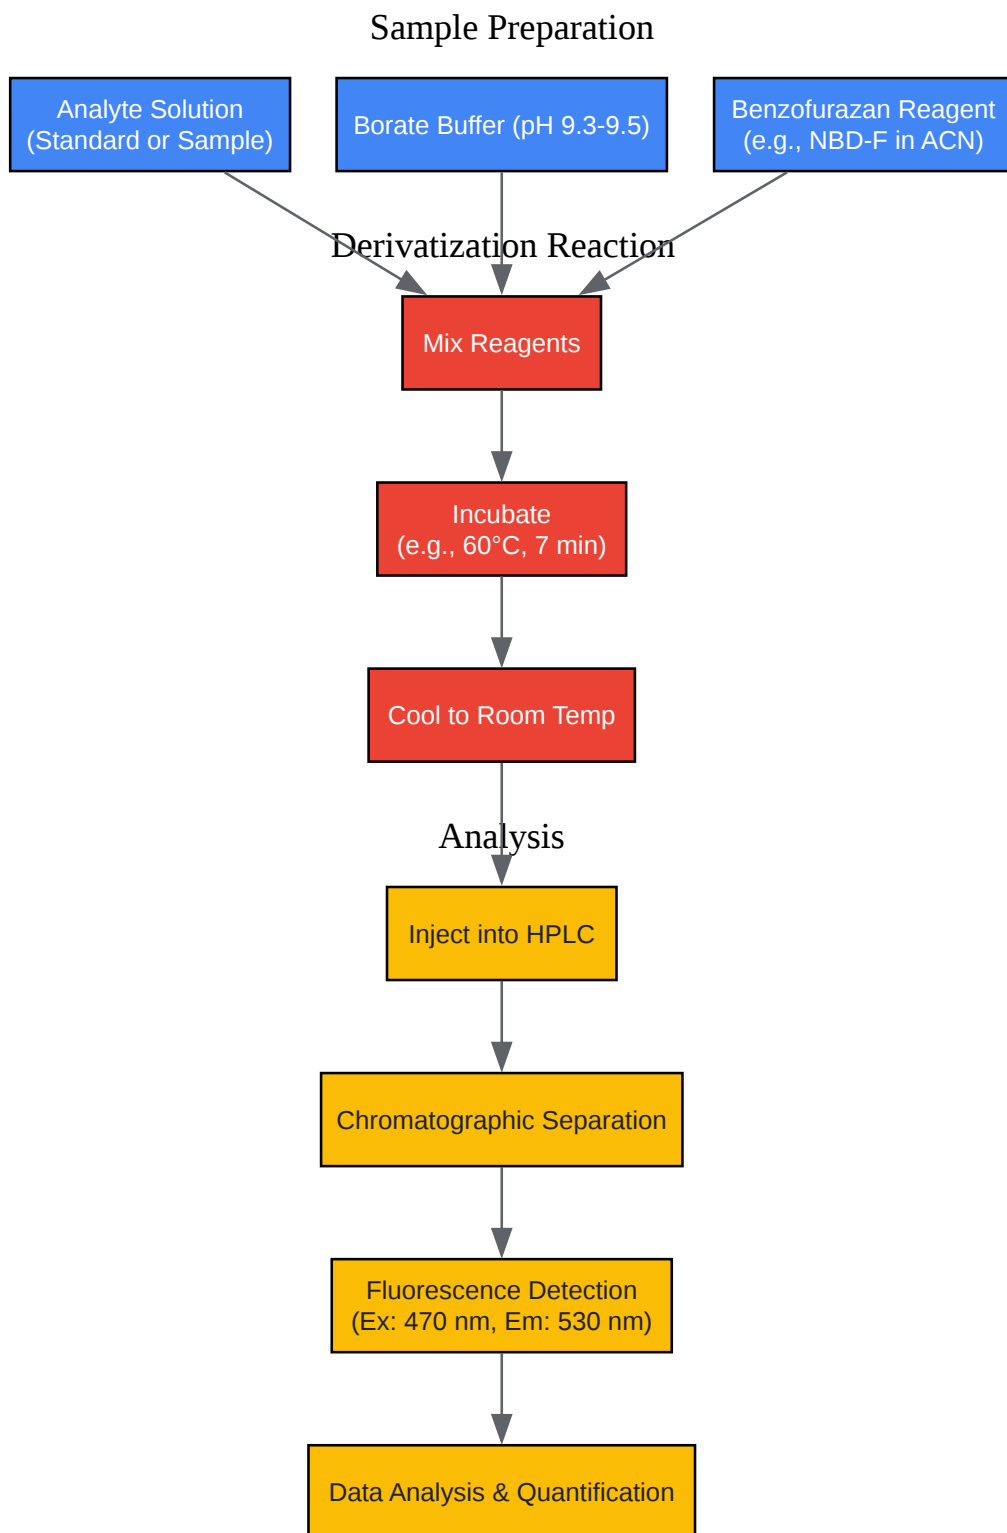 Sample Preparation
Analyte Solution
(Standard or Sample)
Borate Buffer (pH 9.3-9.5)
Benzofurazan Reagent
(e.g., NBD-F in ACN)
Derivatization Reaction
Mix Reagents
Incubate
(e.g., 60°C, 7 min)
Cool to Room Temp
Analysis
Inject into HPLC
Chromatographic Separation
Fluorescence Detection
(Ex: 470 nm, Em: 530 nm)
Data Analysis & Quantification